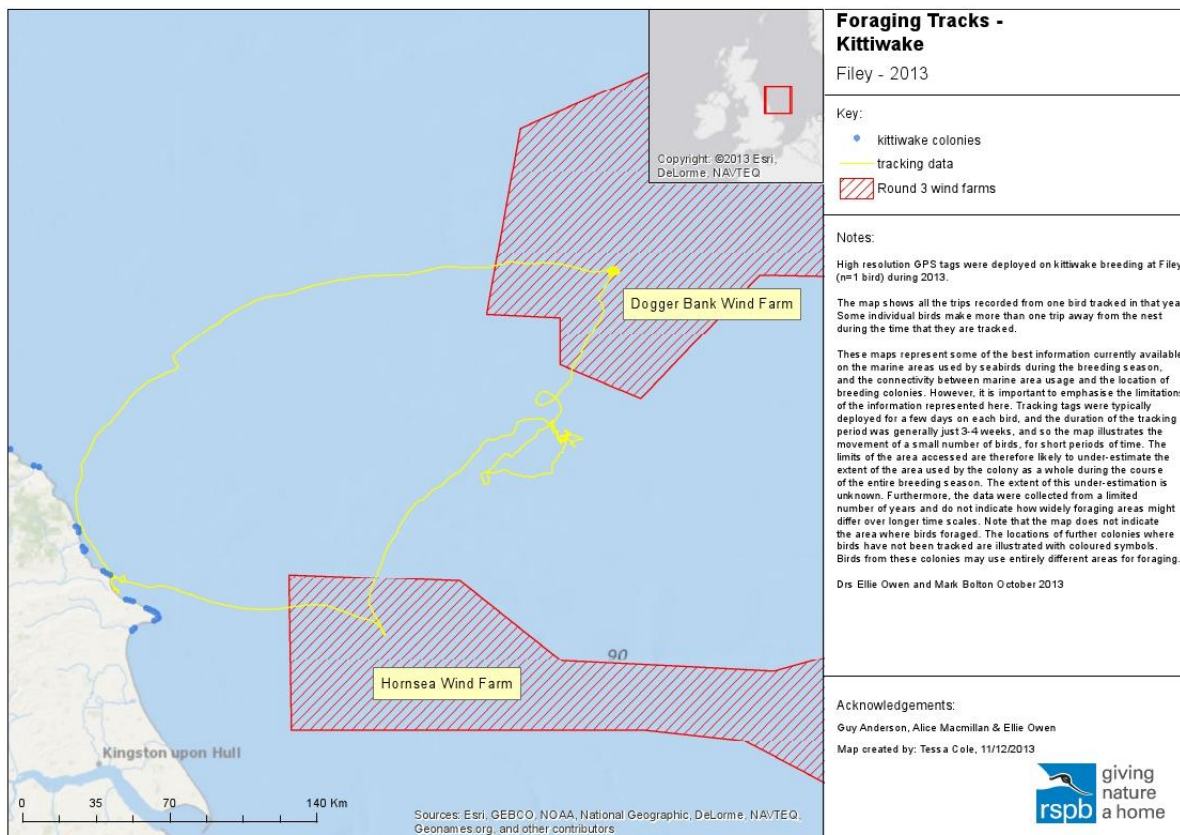 Foraging Tracks -
Kittiwake
Filey - 2013
Key:
kittiwake colonies
tracking data
Round 3 wind farms
Notes:
High resolution GPS tags were deployed on kittiwake breeding at Filey
(n=1 bird) during 2013.
The map shows all the trips recorded from one bird tracked in that yea
Some individual birds make more than one trip away from the nest
during the time that they are tracked.
These maps represent some of the best information currently available
on the marine areas used by seabirds during the breeding season,
and the connectivity between marine area usage and the location of
breeding colonies. However, it is important to emphasise the limitations
of the information represented here. Tracking tags were typically
deployed for a few days on each bird, and the duration of the tracking
period was generally just 3-4 weeks, and so the map illustrates the
movement of a small number of birds, for short periods of time. The
limits of the area accessed are therefore likely to under-estimate the
extent of the area used by the colony as a whole during the course
of the entire breeding season. The extent of this under-estimation is
unknown. Furthermore, the data were collected from a limited
number of years and do not indicate how widely foraging areas might
differ over longer time scales. Note that the map does not indicate
the area where birds foraged. The locations of further colonies where
birds have not been tracked are illustrated with coloured symbols.
Birds from these colonies may use entirely different areas for foraging.
Drs Ellie Owen and Mark Bolton October 2013
Acknowledgements:
Guy Anderson, Alice Macmillan & Ellie Owen
Map created by: Tessa Cole, 11/12/2013
rspb
giving
nature
a home
Copyright: ©2013 Esri,
DeLorme, NAVTEQ
Dogger Bank Wind Farm
90
Hornsea Wind Farm
Kingston upon Hull
0 35 70 140 Km
Sources: Esri, GEBCO, NOAA, National Geographic, DeLorme, NAVTEQ,
Geonames.org, and other contributors